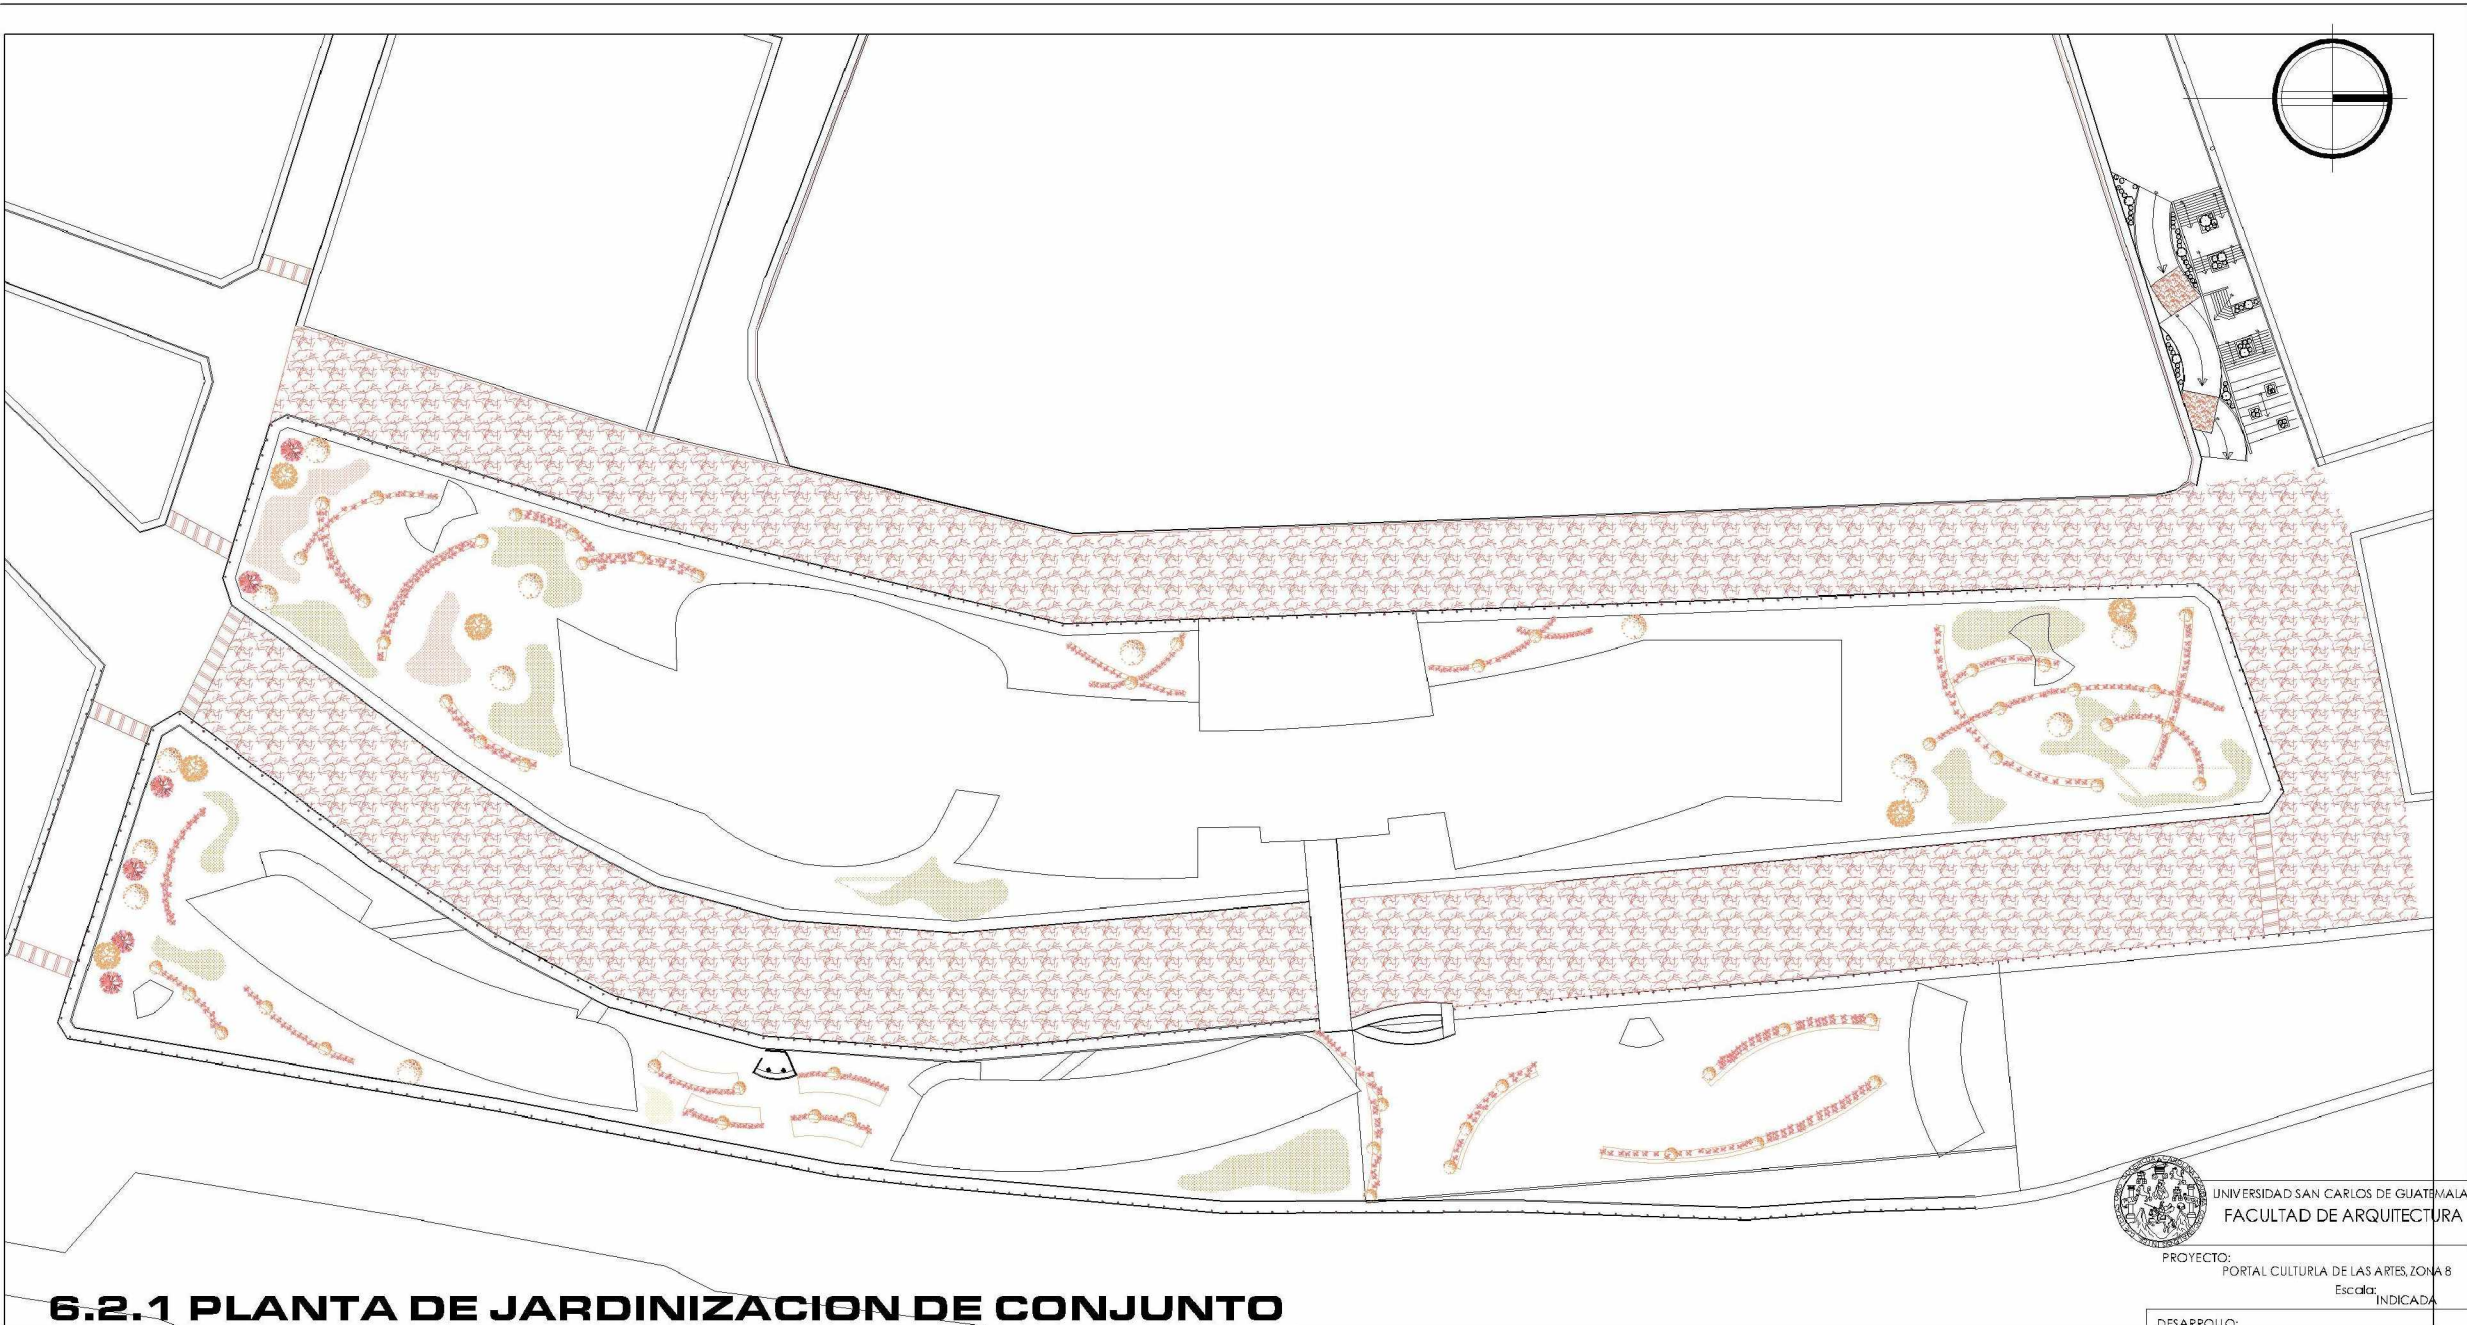 UNIVERSIDAD SAN CARLOS DE GUATEMALA
FACULTAD DE ARQUITECTURA
PROYECTO:
PORTAL CULTURLA DE LAS ARTES, ZONA 8
Escala:
INDICADA
DESARROLLO:
6.2.1 PLANTA DE JARDINIZACION DE CONJUNTO